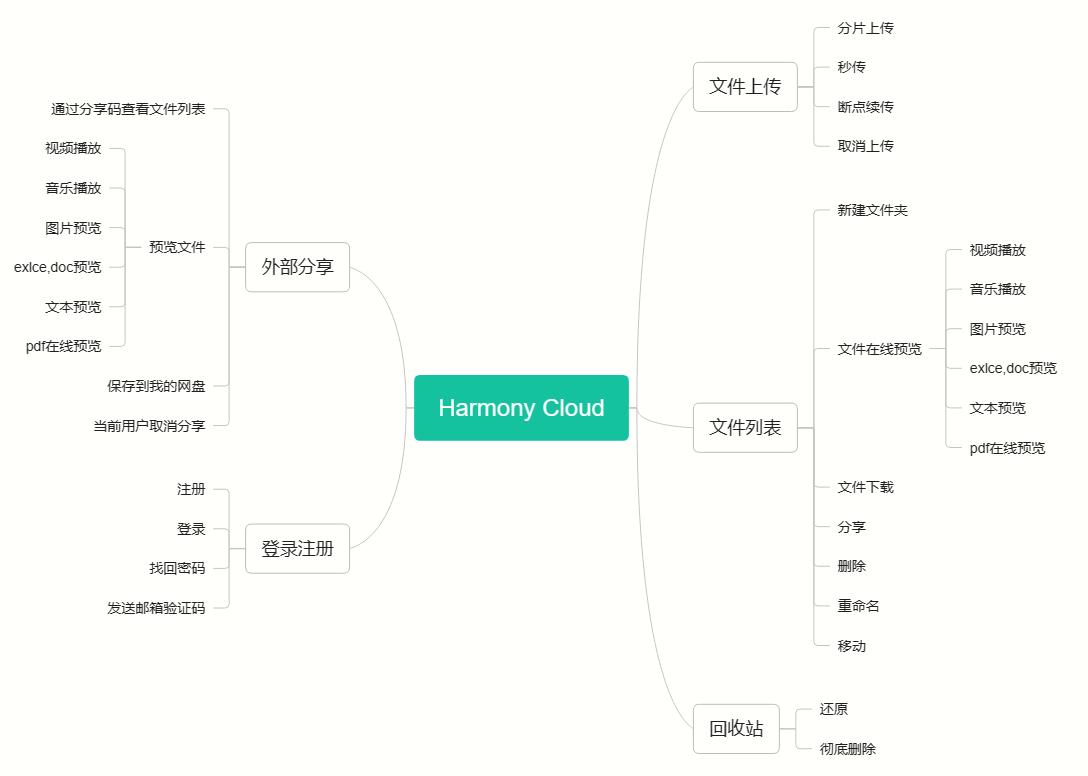 Harmony Cloud
文件上传
分片上传
秒传
断点续传
取消上传
文件列表
新建文件夹
文件在线预览
视频播放
音乐播放
图片预览
exlce,doc预览
文本预览
pdf在线预览
文件下载
分享
删除
重命名
移动
回收站
还原
彻底删除
外部分享
通过分享码查看文件列表
预览文件
视频播放
音乐播放
图片预览
exlce,doc预览
文本预览
pdf在线预览
保存到我的网盘
当前用户取消分享
登录注册
注册
登录
找回密码
发送邮箱验证码